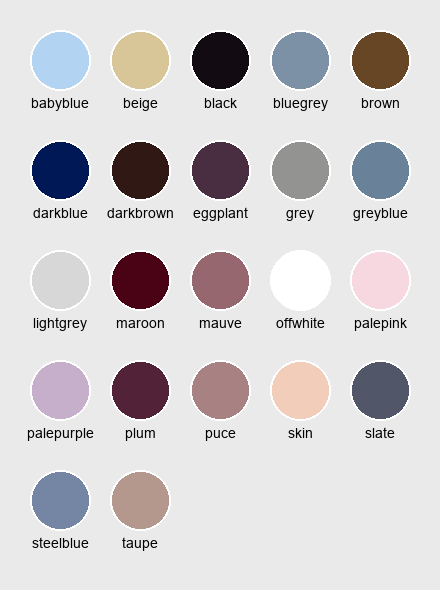 babyblue beige black bluegrey brown
darkblue darkbrown eggplant grey greyblue
lightgrey maroon mauve offwhite palepink
palepurple plum puce skin slate
steelblue taupe